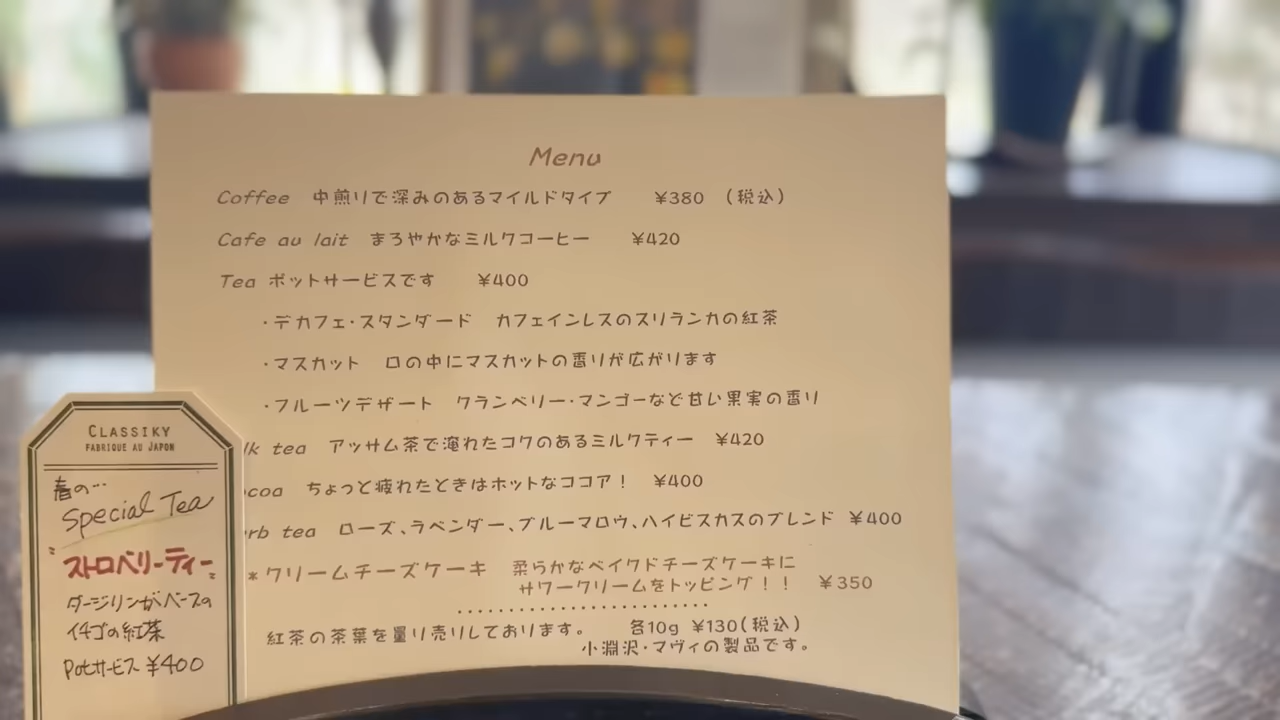 Menu
Coffee 中煎りで深みのあるマイルドタイプ ¥380 (税込)
Cafe au lait まろやかなミルクコーヒー ¥420
Tea ポットサービスです ¥400
・デカフェ・スタンダード カフェインレスのスリランカの紅茶
・マスカット 口の中にマスカットの香りが広がります
・フルーツデザート クランベリー・マンゴーなど甘い果実の香り
lk tea アッサム茶で淹れたコクのあるミルクティー ¥420
coa ちょっと疲れたときはホットなココア！ ¥400
rb tea ローズ、ラベンダー、ブルーマロウ、ハイビスカスのブレンド ¥400
*クリームチーズケーキ 柔らかなベイクドチーズケーキに
サワークリームをトッピング！！ ¥350
........................
紅茶の茶葉を量り売りしております。 各10g ¥130(税込)
小淵沢・マヴィの製品です。
CLASSIKY
FABRIQUE AU JAPON
春の…
Special Tea
"ストロベリーティー"
ダージリンがベースの
イチゴの紅茶
Potサービス ¥400